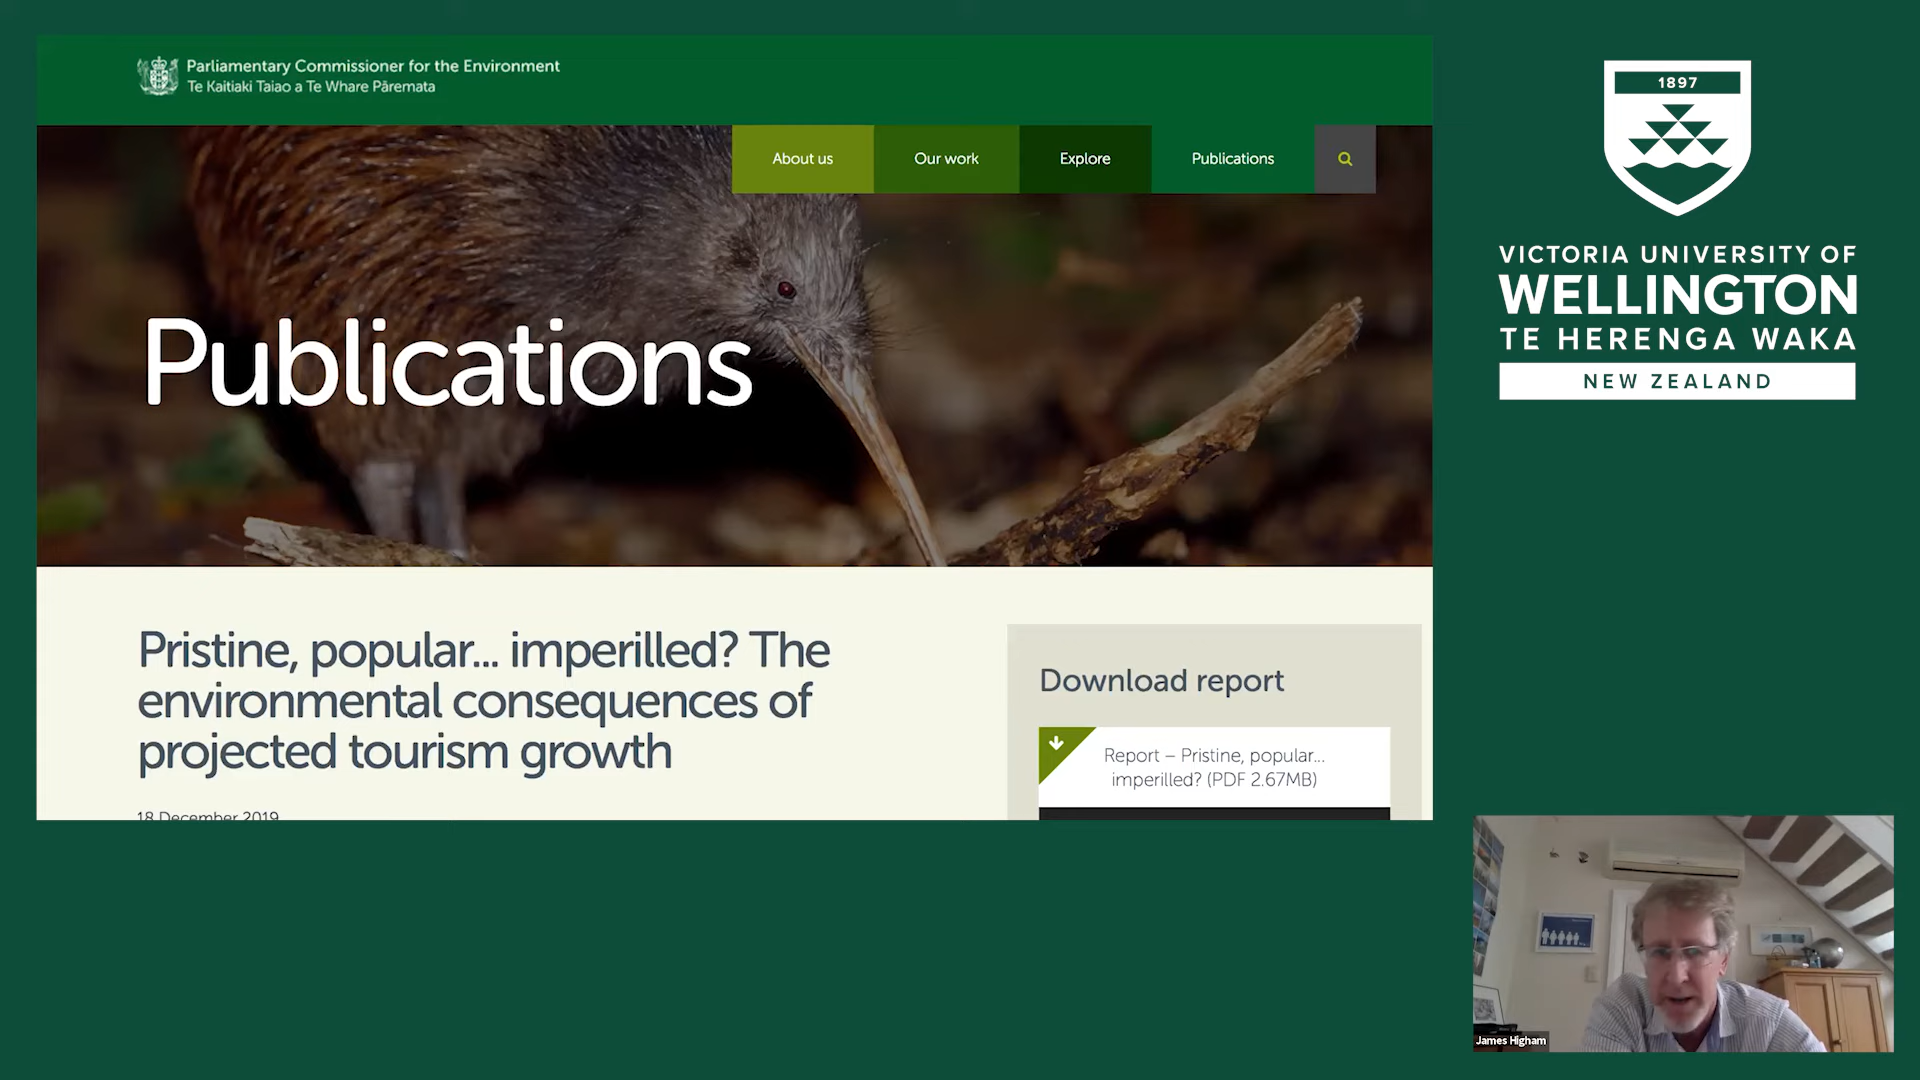 Parliamentary Commissioner for the Environment
Te Kaitiaki Taiao a Te Whare Pāremata
About us
Our work
Explore
Publications
Publications
Pristine, popular... imperilled? The
environmental consequences of
projected tourism growth
18 December 2019
Download report
Report – Pristine, popular...
imperilled? (PDF 2.67MB)
1897
VICTORIA UNIVERSITY OF
WELLINGTON
TE HERENGA WAKA
NEW ZEALAND
James Higham